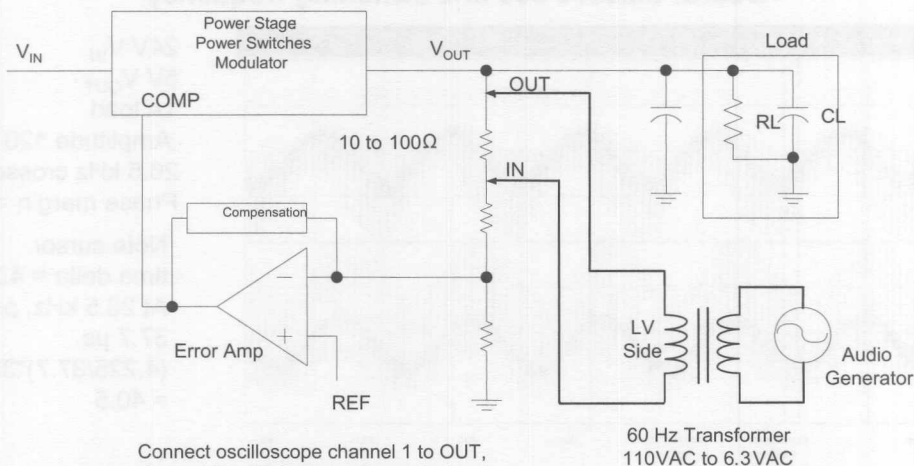 Power Stage
Power Switches
Modulator
V_IN
V_OUT
Load
COMP
OUT
10 to 100Ω
RL
CL
IN
Compensation
−
+
Error Amp
REF
LV
Side
Audio
Generator
60 Hz Transformer
110VAC to 6.3VAC
Connect oscilloscope channel 1 to OUT,